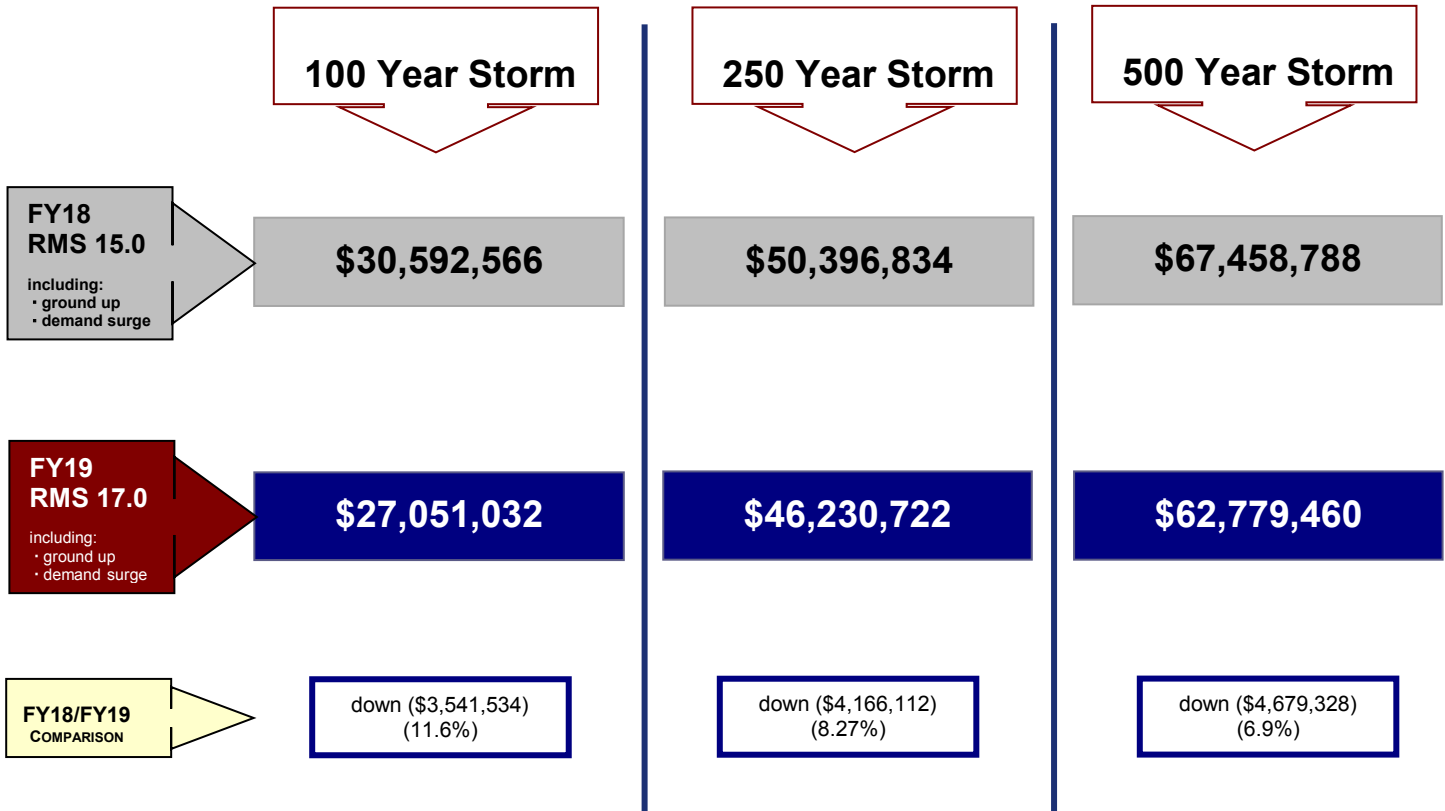 100 Year Storm
250 Year Storm
500 Year Storm
FY18
RMS 15.0
including:
· ground up
· demand surge
$30,592,566
$50,396,834
$67,458,788
FY19
RMS 17.0
including:
· ground up
· demand surge
$27,051,032
$46,230,722
$62,779,460
FY18/FY19
COMPARISON
down ($3,541,534)
(11.6%)
down ($4,166,112)
(8.27%)
down ($4,679,328)
(6.9%)